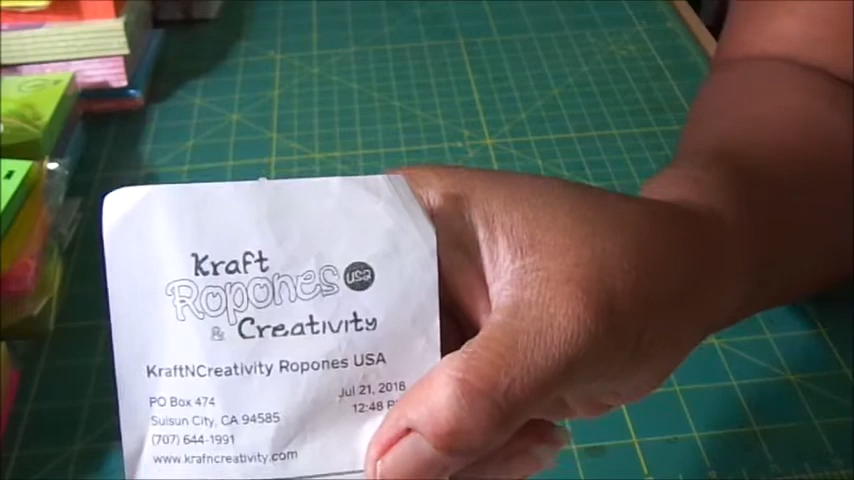 Kraft
Ropones USA
& Creativity
KraftNCreativity Ropones USA
PO Box 474
Jul 21, 2018
Suisun City, CA 94585
12:48
(707) 644-1991
www.krafncreativity.com